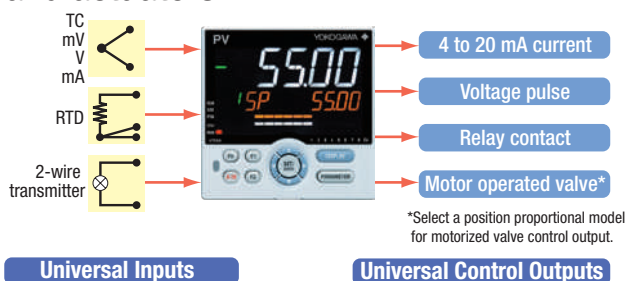 TC
mV
V
mA
RTD
2-wire
transmitter
PV
YOKOGAWA
55.00
SP 55.00
PARAMETER
4 to 20 mA current
Voltage pulse
Relay contact
Motor operated valve*
*Select a position proportional model
for motorized valve control output.
Universal Inputs
Universal Control Outputs